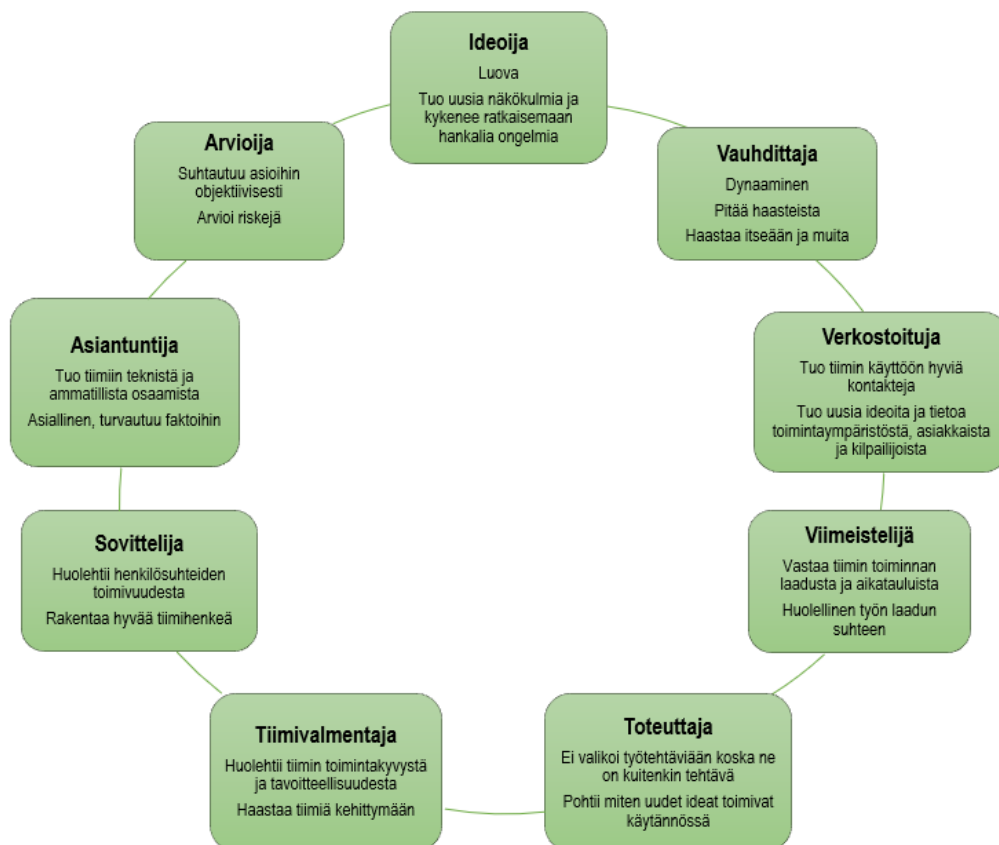 Ideoija
Luova
Tuo uusia näkökulmia ja
kykenee ratkaisemaan
hankalia ongelmia
Vauhdittaja
Dynaaminen
Pitää haasteista
Haastaa itseään ja muita
Verkostoituja
Tuo tiimin käyttöön hyviä
kontakteja
Tuo uusia ideoita ja tietoa
toimintaympäristöstä, asiakkaista
ja kilpailijoista
Viimeistelijä
Vastaa tiimin toiminnan
laadusta ja aikatauluista
Huolellinen työn laadun
suhteen
Toteuttaja
Ei valikoi työtehtäviään koska ne
on kuitenkin tehtävä
Pohtii miten uudet ideat toimivat
käytännössä
Tiimivalmentaja
Huolehtii tiimin toimintakyvystä
ja tavoitteellisuudesta
Haastaa tiimiä kehittymään
Sovittelija
Huolehtii henkilösuhteiden
toimivuudesta
Rakentaa hyvää tiimihenkeä
Asiantuntija
Tuo tiimiin teknistä ja
ammatillista osaamista
Asiallinen, turvautuu faktoihin
Arvioija
Suhtautuu asioihin
objektiivisesti
Arvioi riskejä